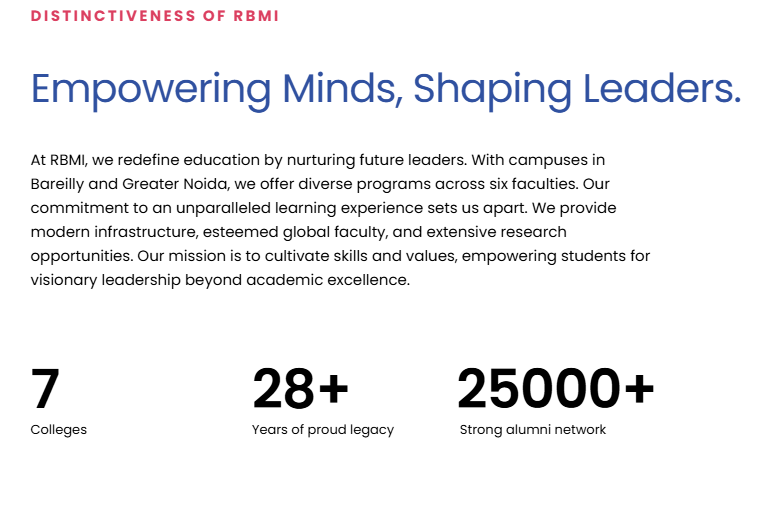 DISTINCTIVENESS OF RBMI
Empowering Minds, Shaping Leaders.
At RBMI, we redefine education by nurturing future leaders. With campuses in
Bareilly and Greater Noida, we offer diverse programs across six faculties. Our
commitment to an unparalleled learning experience sets us apart. We provide
modern infrastructure, esteemed global faculty, and extensive research
opportunities. Our mission is to cultivate skills and values, empowering students for
visionary leadership beyond academic excellence.
7
Colleges
28+
Years of proud legacy
25000+
Strong alumni network